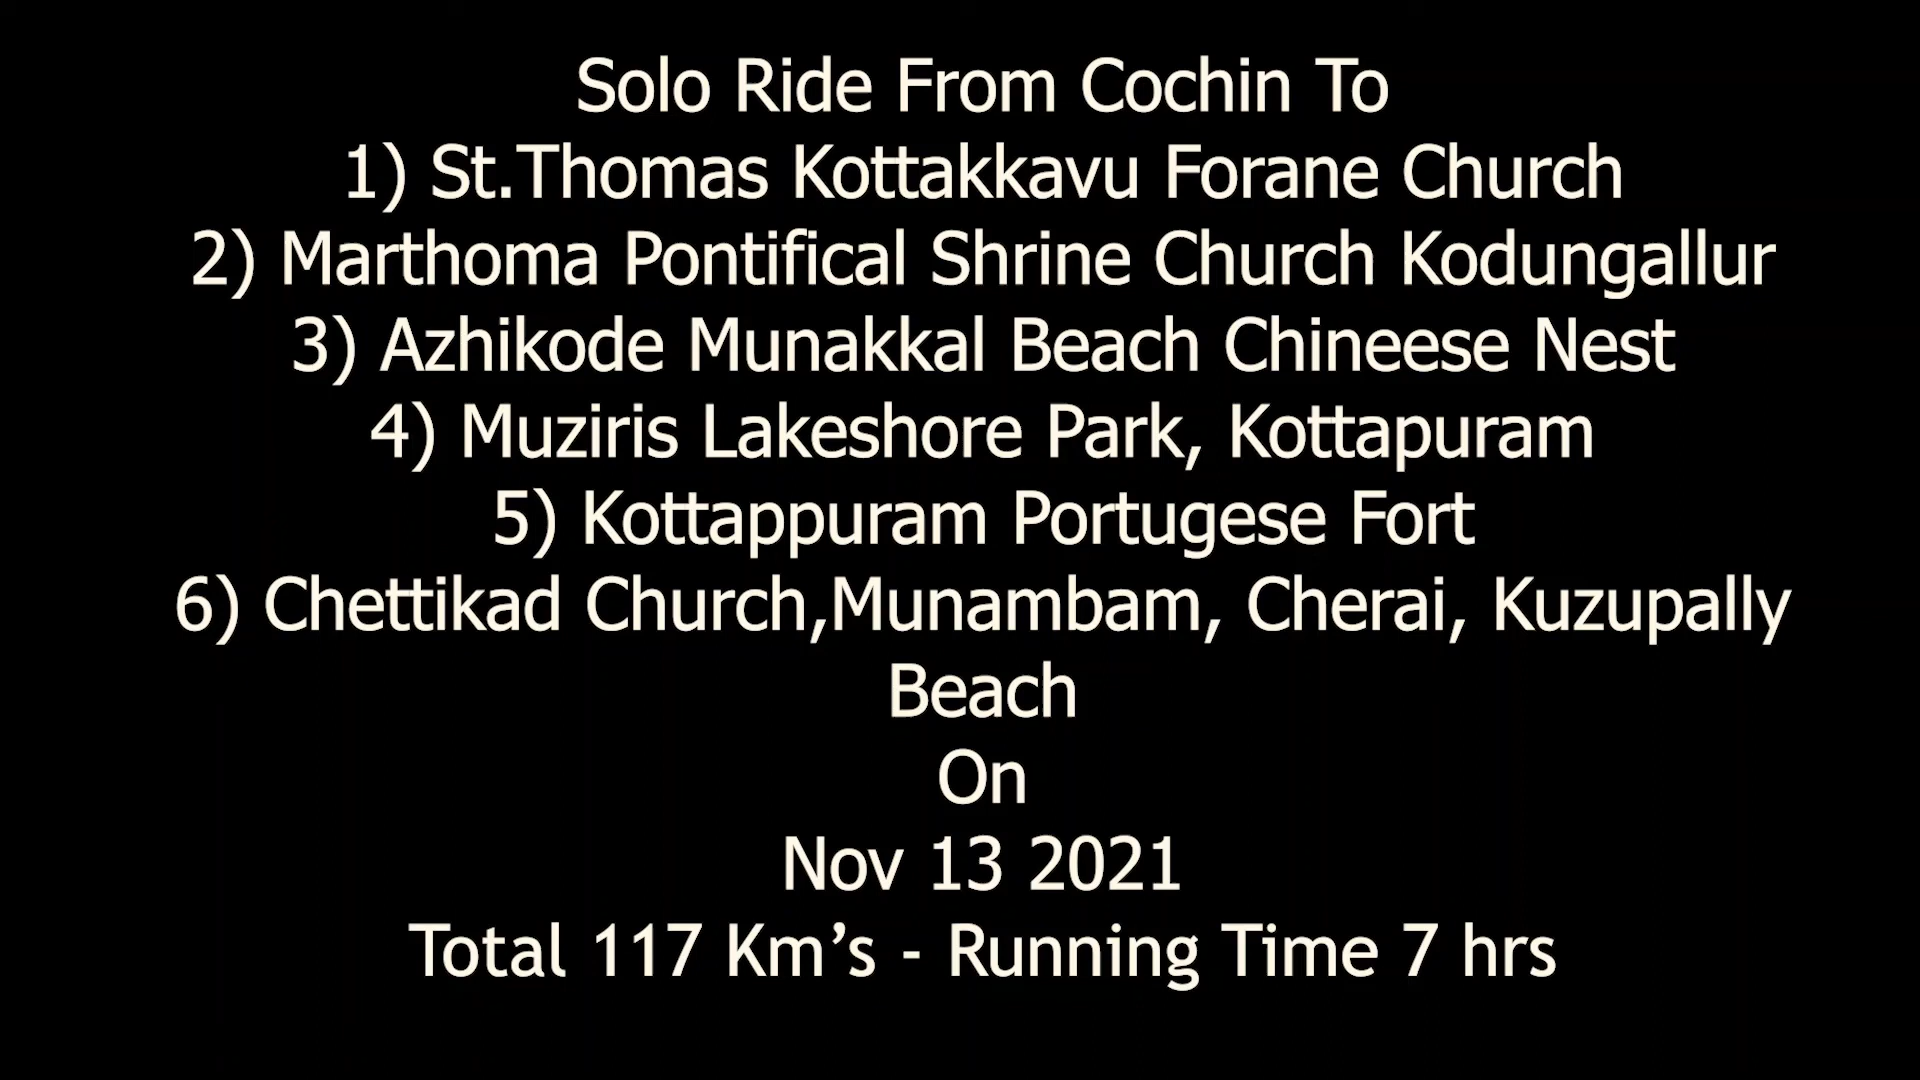 Solo Ride From Cochin To
1) St.Thomas Kottakkavu Forane Church
2) Marthoma Pontifical Shrine Church Kodungallur
3) Azhikode Munakkal Beach Chineese Nest
4) Muziris Lakeshore Park, Kottapuram
5) Kottappuram Portugese Fort
6) Chettikad Church,Munambam, Cherai, Kuzupally
Beach
On
Nov 13 2021
Total 117 Km’s - Running Time 7 hrs